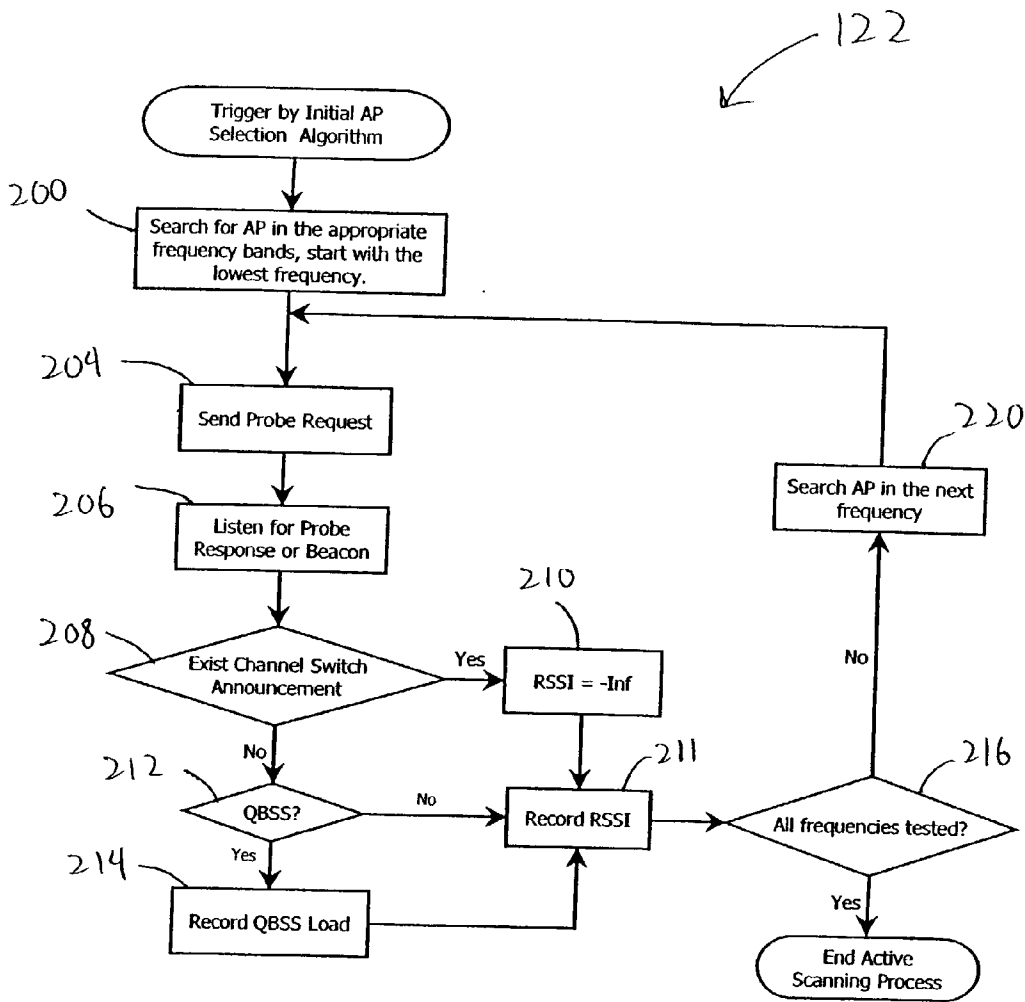 122
Trigger by Initial AP
Selection Algorithm
200
Search for AP in the appropriate
frequency bands, start with the
lowest frequency.
204
Send Probe Request
220
Search AP in the next
frequency
206
Listen for Probe
Response or Beacon
210
208
Exist Channel Switch
Announcement
Yes
RSSI = -Inf
No
No
212
211
216
QBSS?
No
Record RSSI
All frequencies tested?
Yes
214
Record QBSS Load
Yes
End Active
Scanning Process